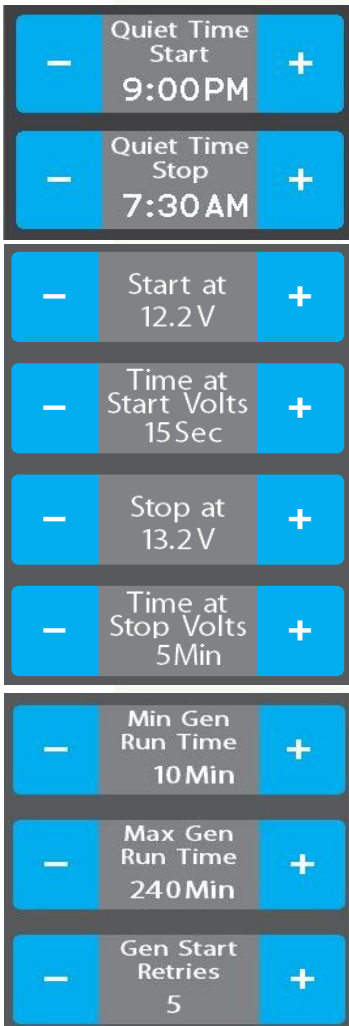 Quiet Time
Start
− 9:00PM +
Quiet Time
Stop
− 7:30AM +
Start at
− 12.2V +
Time at
Start Volts
− 15Sec +
Stop at
− 13.2V +
Time at
Stop Volts
− 5Min +
Min Gen
Run Time
− 10Min +
Max Gen
Run Time
− 240Min +
Gen Start
Retries
− 5 +